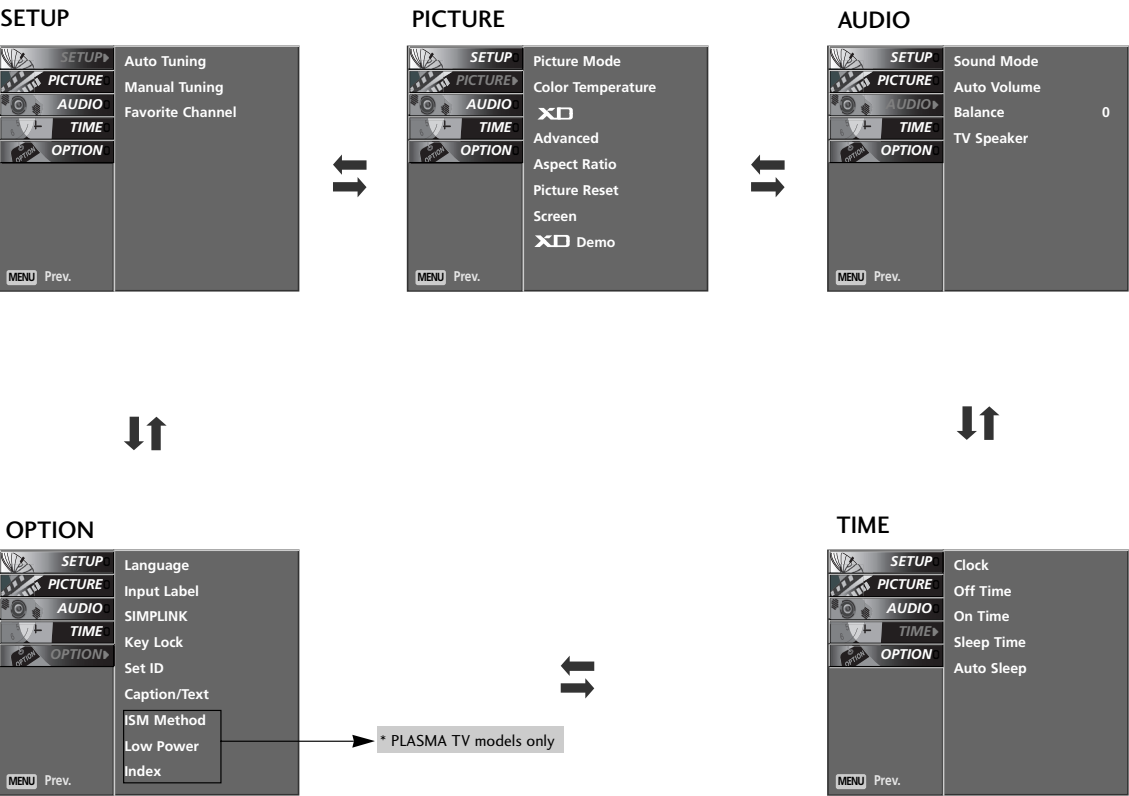 SETUP
SETUP
PICTURE
AUDIO
TIME
OPTION
Auto Tuning
Manual Tuning
Favorite Channel
MENU Prev.
PICTURE
SETUP
PICTURE
AUDIO
TIME
OPTION
Picture Mode
Color Temperature
XD
Advanced
Aspect Ratio
Picture Reset
Screen
XD Demo
MENU Prev.
AUDIO
SETUP
PICTURE
AUDIO
TIME
OPTION
Sound Mode
Auto Volume
Balance 0
TV Speaker
MENU Prev.
OPTION
SETUP
PICTURE
AUDIO
TIME
OPTION
Language
Input Label
SIMPLINK
Key Lock
Set ID
Caption/Text
ISM Method
Low Power
Index
MENU Prev.
* PLASMA TV models only
TIME
SETUP
PICTURE
AUDIO
TIME
OPTION
Clock
Off Time
On Time
Sleep Time
Auto Sleep
MENU Prev.